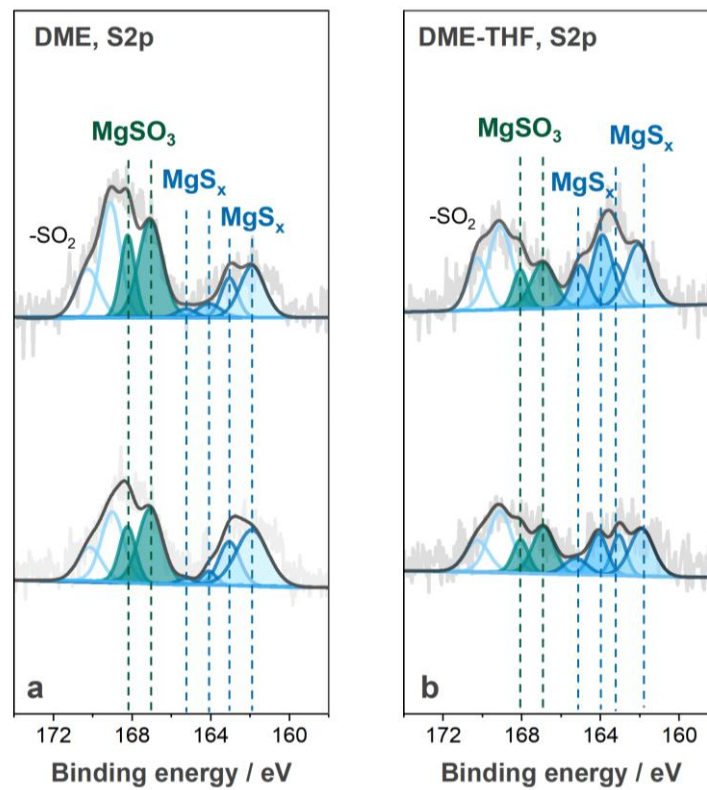 DME, S2p
MgSO₃
MgSₓ
MgSₓ
-SO₂
a
172 168 164 160
Binding energy / eV
DME-THF, S2p
MgSO₃
MgSₓ
MgSₓ
-SO₂
b
172 168 164 160
Binding energy / eV